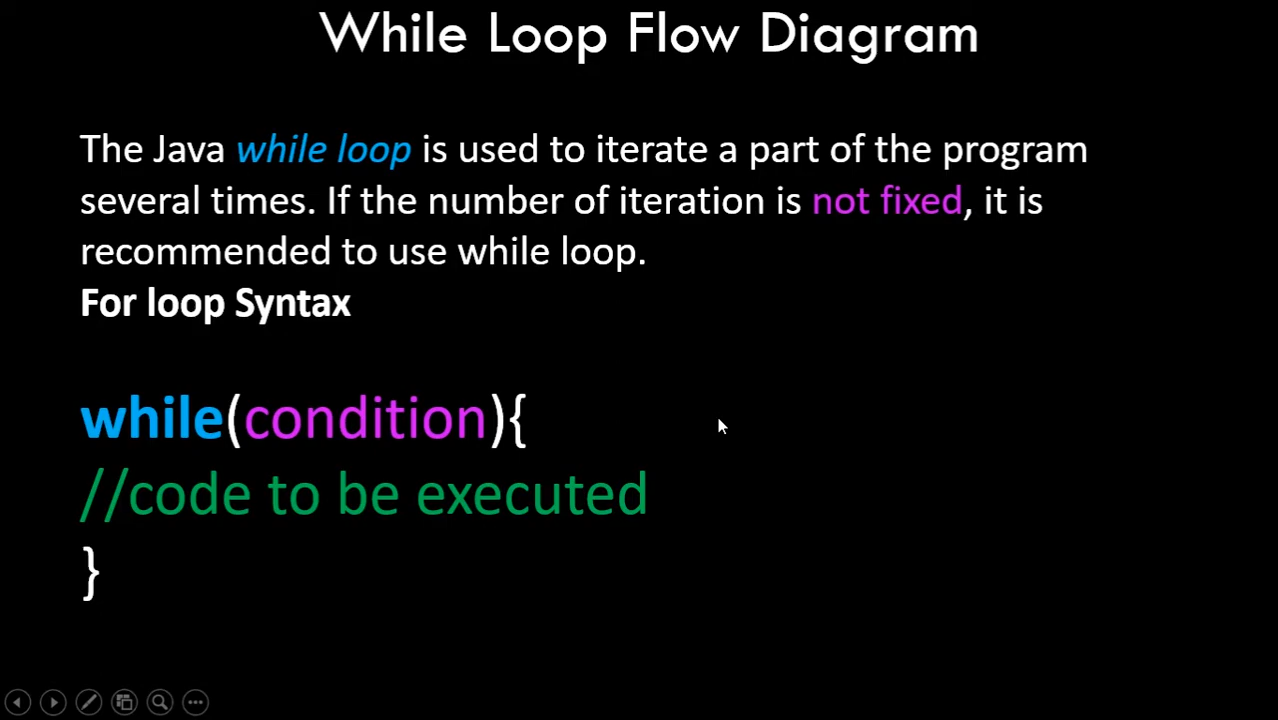 While Loop Flow Diagram
The Java while loop is used to iterate a part of the program
several times. If the number of iteration is not fixed, it is
recommended to use while loop.
For loop Syntax
while(condition){
//code to be executed
}